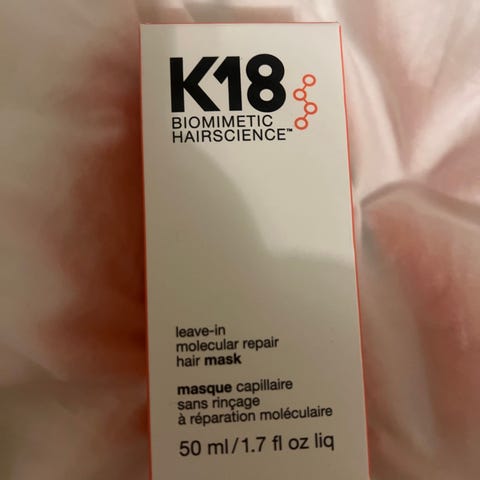 K18
BIOMIMETIC
HAIRSCIENCE™
leave-in
molecular repair
hair mask
masque capillaire
sans rinçage
à réparation moléculaire
50 ml/1.7 fl oz liq